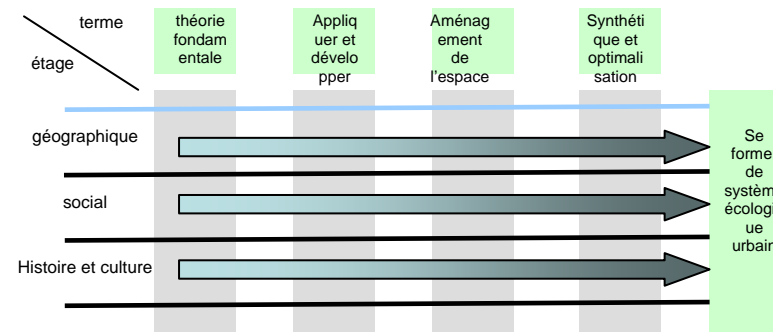 terme
étage
théorie
fondam
entale
Appliq
uer et
dévelo
pper
Aménag
ement
de
l'espace
Synthéti
que et
optimali
sation
géographique
social
Histoire et culture
Se
forme
de
systèm
écologi
ue
urbain